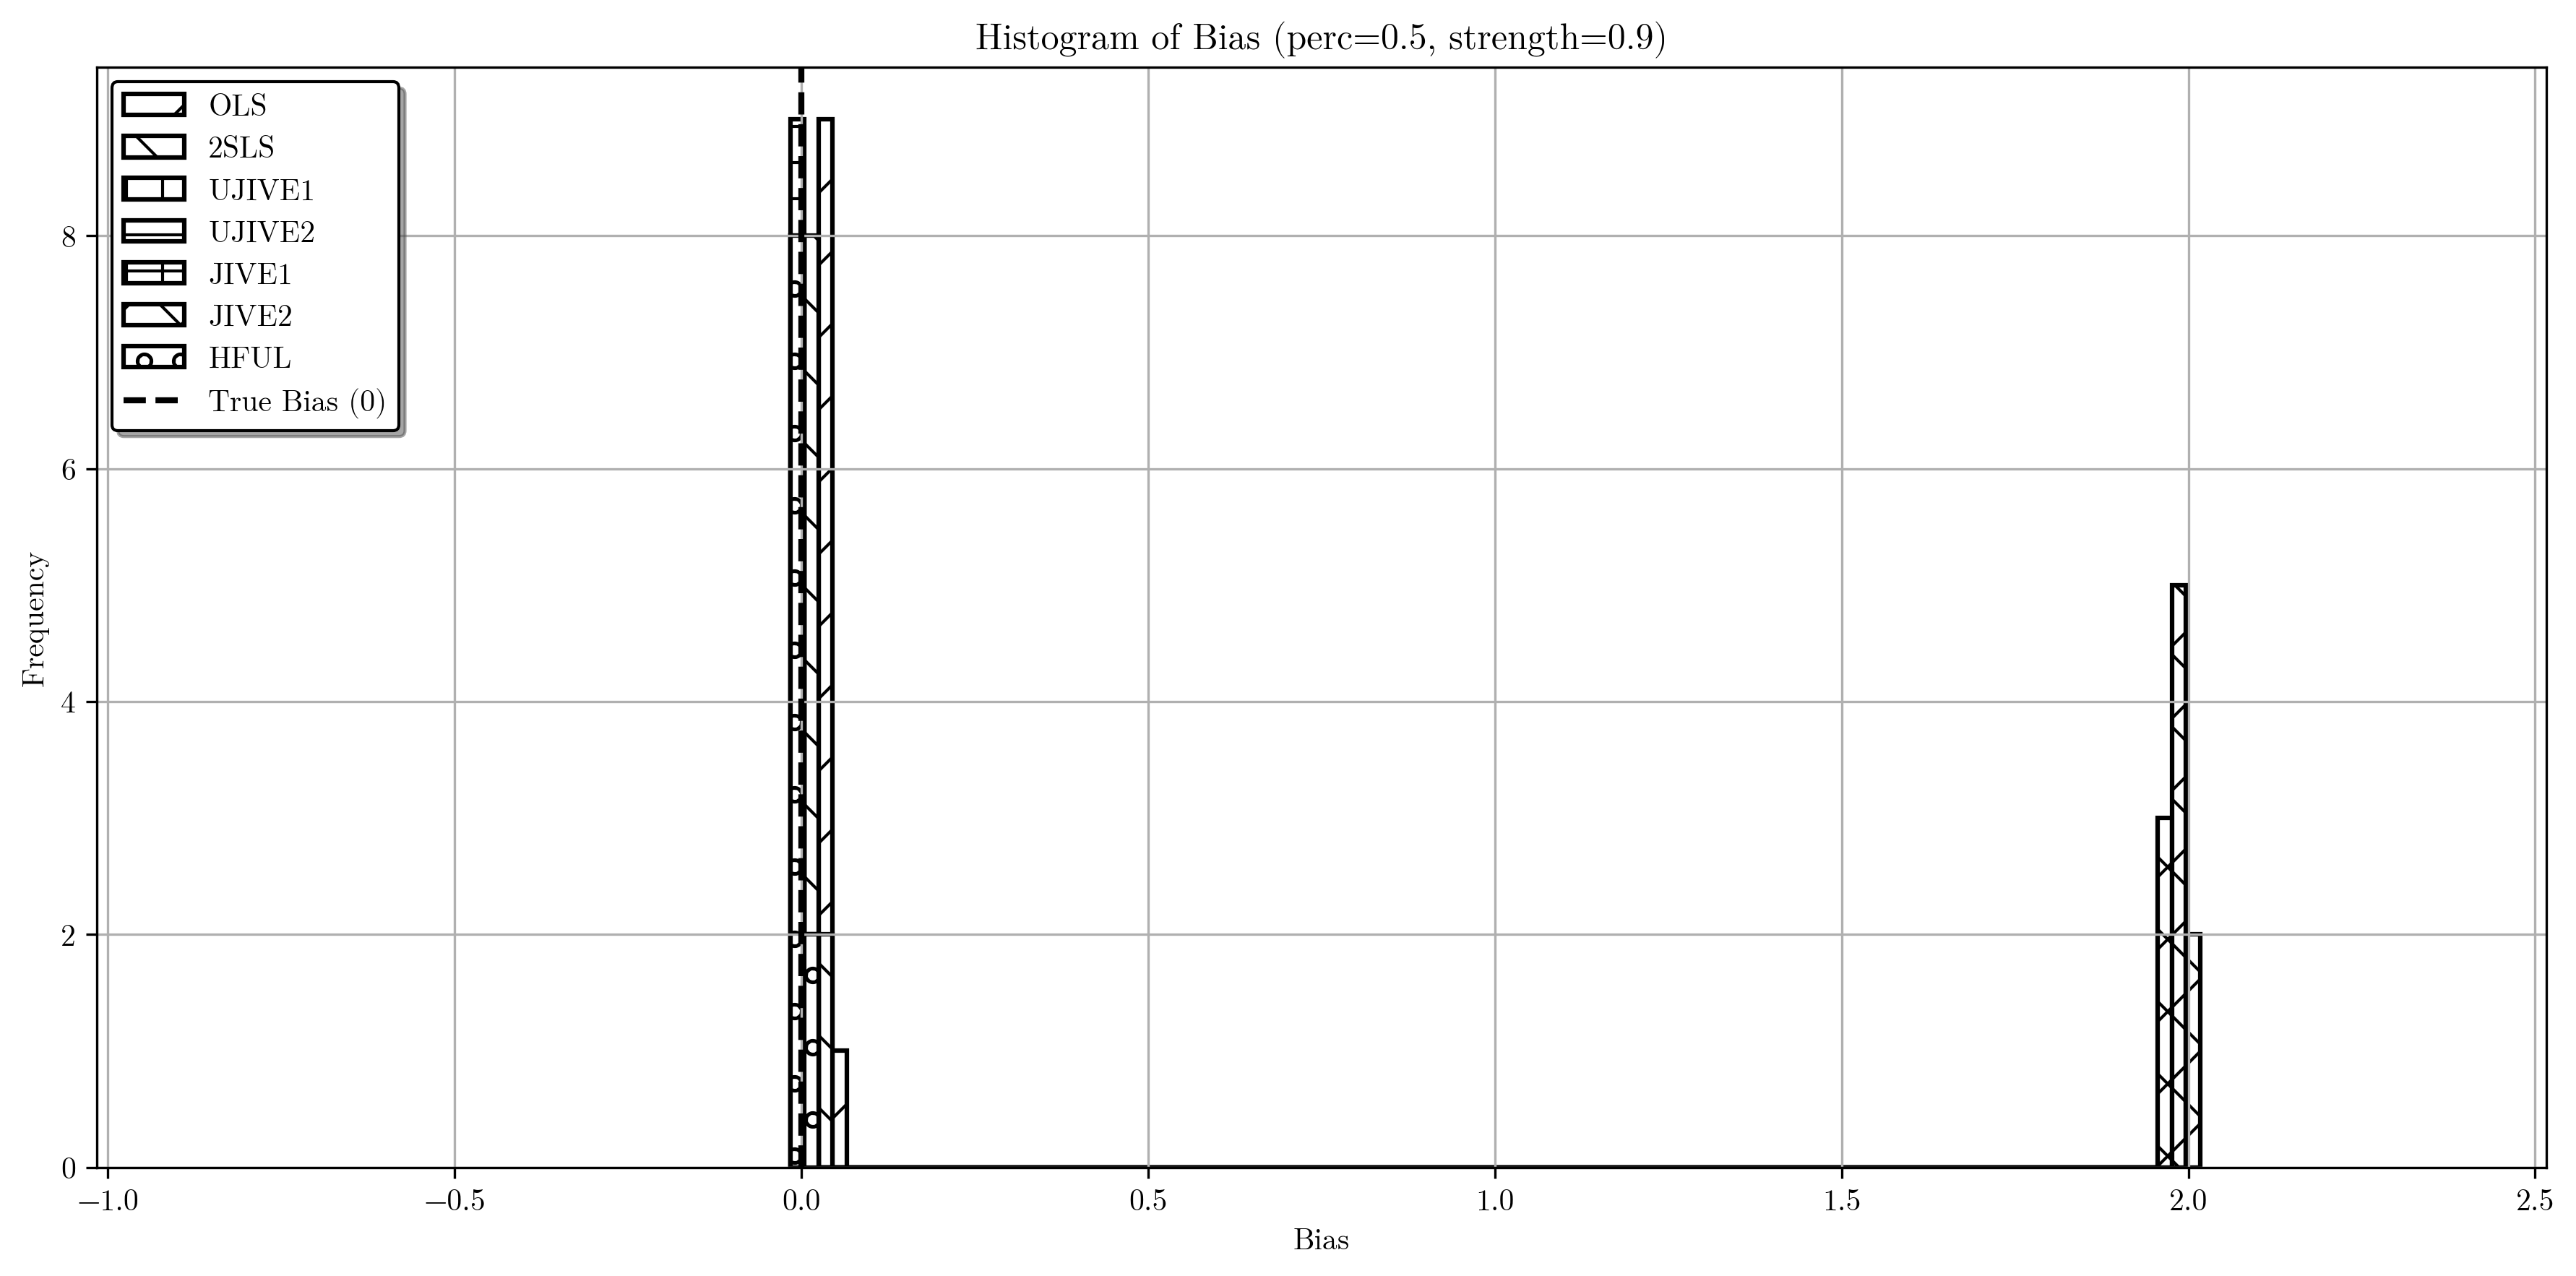 Histogram of Bias (perc=0.5, strength=0.9)
OLS
2SLS
UJIVE1
UJIVE2
JIVE1
JIVE2
HFUL
True Bias (0)
Frequency
8
6
4
2
0
−1.0
−0.5
0.0
0.5
1.0
1.5
2.0
2.5
Bias